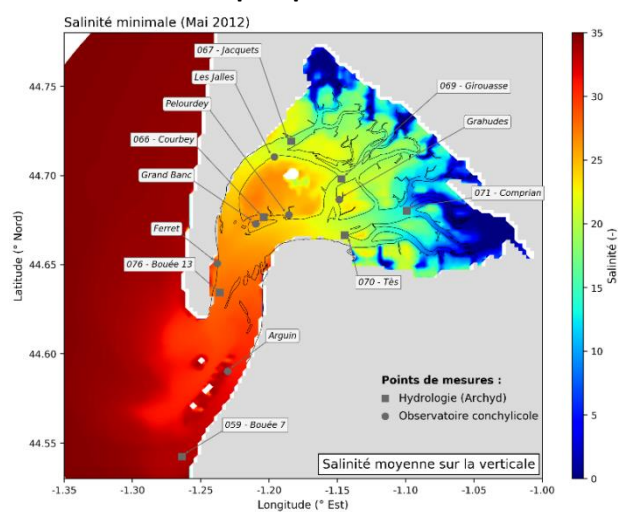 Salinité minimale (Mai 2012)
067 - Jacquets
Les Jalles
Pelourdey
066 - Courbey
Grand Banc
Ferret
076 - Bouée 13
069 - Girouasse
Grahudes
071 - Comprian
070 - Tès
Arguin
059 - Bouée 7
Points de mesures :
Hydrologie (Archyd)
Observatoire conchylicole
Salinité moyenne sur la verticale
Latitude (° Nord)
44.75
44.70
44.65
44.60
44.55
-1.35 -1.30 -1.25 -1.20 -1.15 -1.10 -1.05 -1.00
Longitude (° Est)
35
30
25
20
15
10
5
0
Salinité (-)